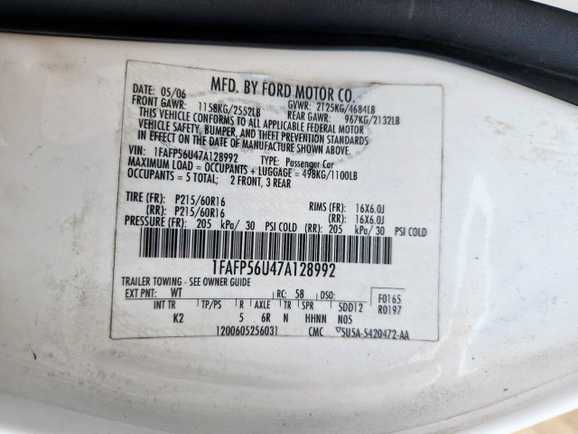 MFD. BY FORD MOTOR CO.
DATE: 05/06 GVWR: 2125KG/4684LB
FRONT GAWR: 1158KG/2552LB REAR GAWR: 967KG/2132LB
THIS VEHICLE CONFORMS TO ALL APPLICABLE FEDERAL MOTOR
VEHICLE SAFETY, BUMPER, AND THEFT PREVENTION STANDARDS
IN EFFECT ON THE DATE OF MANUFACTURE SHOWN ABOVE.
VIN: 1FAFP56U47A128992 TYPE: Passenger Car
MAXIMUM LOAD = OCCUPANTS + LUGGAGE = 498KG/1100LB
OCCUPANTS = 5 TOTAL; 2 FRONT, 3 REAR
TIRE (FR): P215/60R16 RIMS (FR): 16X6.0J
(RR): P215/60R16 (RR): 16X6.0J
PRESSURE (FR): 205 kPa/ 30 PSI COLD (RR): 205 kPa/ 30 PSI COLD
1FAFP56U47A128992
TRAILER TOWING - SEE OWNER GUIDE
EXT PNT: WT RC: 58 DSO: F0165
INT TR TP/PS R AXLE TR SPR SDD12 R0197
K2 5 6R N HHNN N05
1200605256031 CMC 5U5A-5420472-AA